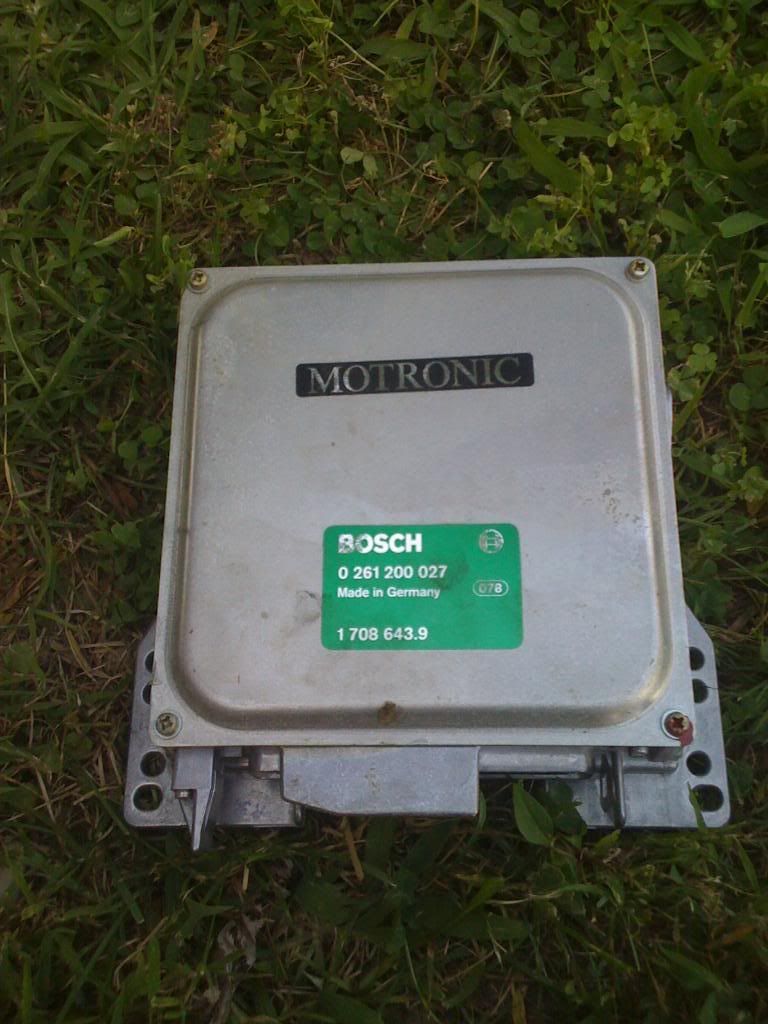 MOTRONIC
BOSCH
0 261 200 027
Made in Germany
078
1 708 643.9